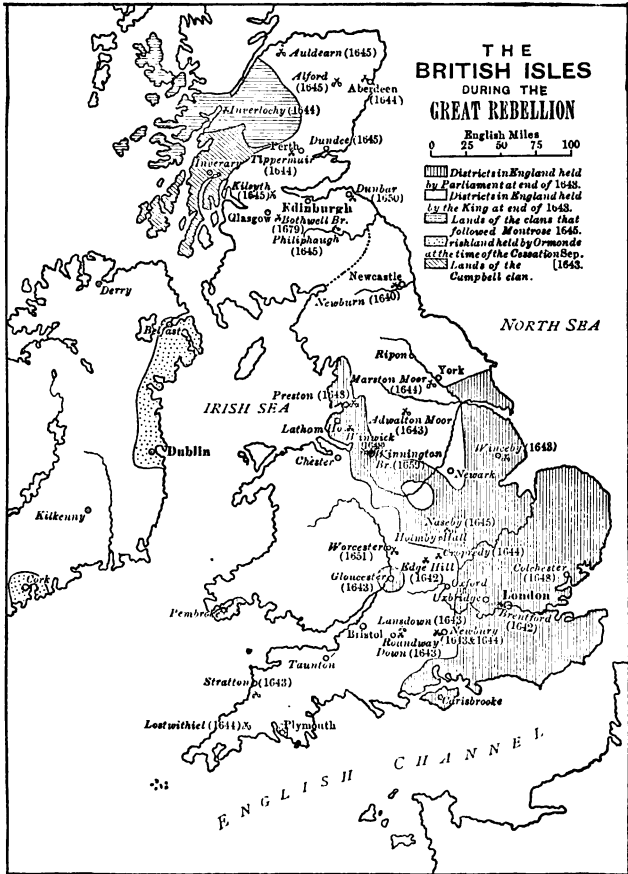 THE
BRITISH ISLES
DURING THE
GREAT REBELLION
English Miles
0 50 100
Districts in England held
by Parliament at end of 1643.
Districts in England held
by the King at end of 1643.
Lands of the clans that
followed Montrose 1645.
rish land held by Ormonde
at the time of the Cessation Sep.
Lands of the [1643.
Campbell clan.
Auldearn (1645)
Alford
(1645)
Aberdeen
(1644)
Inverlochy (1644)
Perth
Dundee (1645)
Tippermuir
(1644)
Inverary
Kilsyth
(1645)
Dunbar
(1650)
Edinburgh
Glasgow
Bothwell Br.
(1679)
Philiphaugh
(1645)
Derry
Newcastle
Newburn (1640)
Belfast
NORTH SEA
Ripon
York
Marston Moor
(1644)
Preston (1648)
IRISH SEA
Adwalton Moor
(1643)
Lathom Ho.
Winwick
Winnington
Br. (1659)
Winceby (1643)
Dublin
Chester
Newark
Kilkenny
Naseby (1645)
Holmby Hall
Worcester
(1651)
Cropredy (1644)
Edge Hill
(1642)
Colchester
(1648)
Gloucester
(1643)
Oxford
Uxbridge
London
Cork
Pembroke
Brentford
(1642)
Lansdown (1643)
Bristol
Newbury
(1643 & 1644)
Roundway
Down (1643)
Taunton
Stratton (1643)
Carisbrooke
Lostwithiel (1644)
Plymouth
ENGLISH CHANNEL